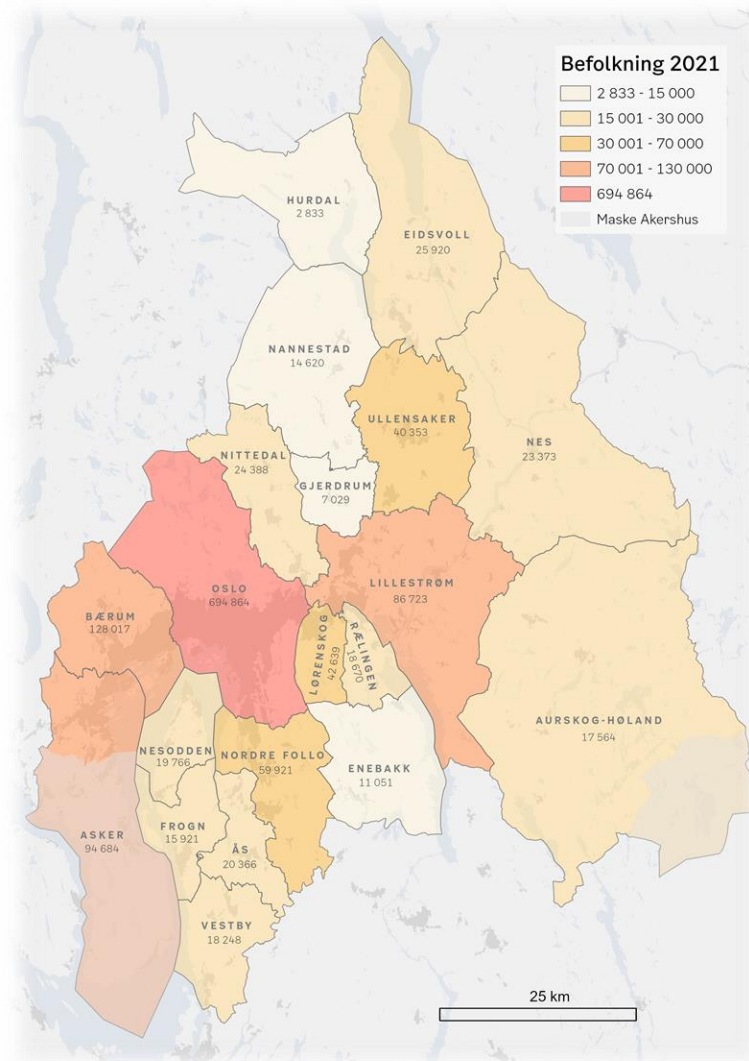 Befolkning 2021
2 833 - 15 000
15 001 - 30 000
30 001 - 70 000
70 001 - 130 000
694 864
Maske Akershus
HURDAL
2 833
EIDSVOLL
25 920
NANNESTAD
14 620
ULLENSAKER
40 353
NES
23 373
NITTEDAL
24 388
GJERDRUM
7 029
OSLO
694 864
LILLESTRØM
86 723
BÆRUM
128 017
LØRENSKOG
42 639
RÆLINGEN
18 670
AURSKOG-HØLAND
17 564
NESODDEN
19 766
NORDRE FOLLO
59 921
ENEBAKK
11 051
ASKER
94 684
FROGN
15 921
ÅS
20 366
VESTBY
18 248
25 km